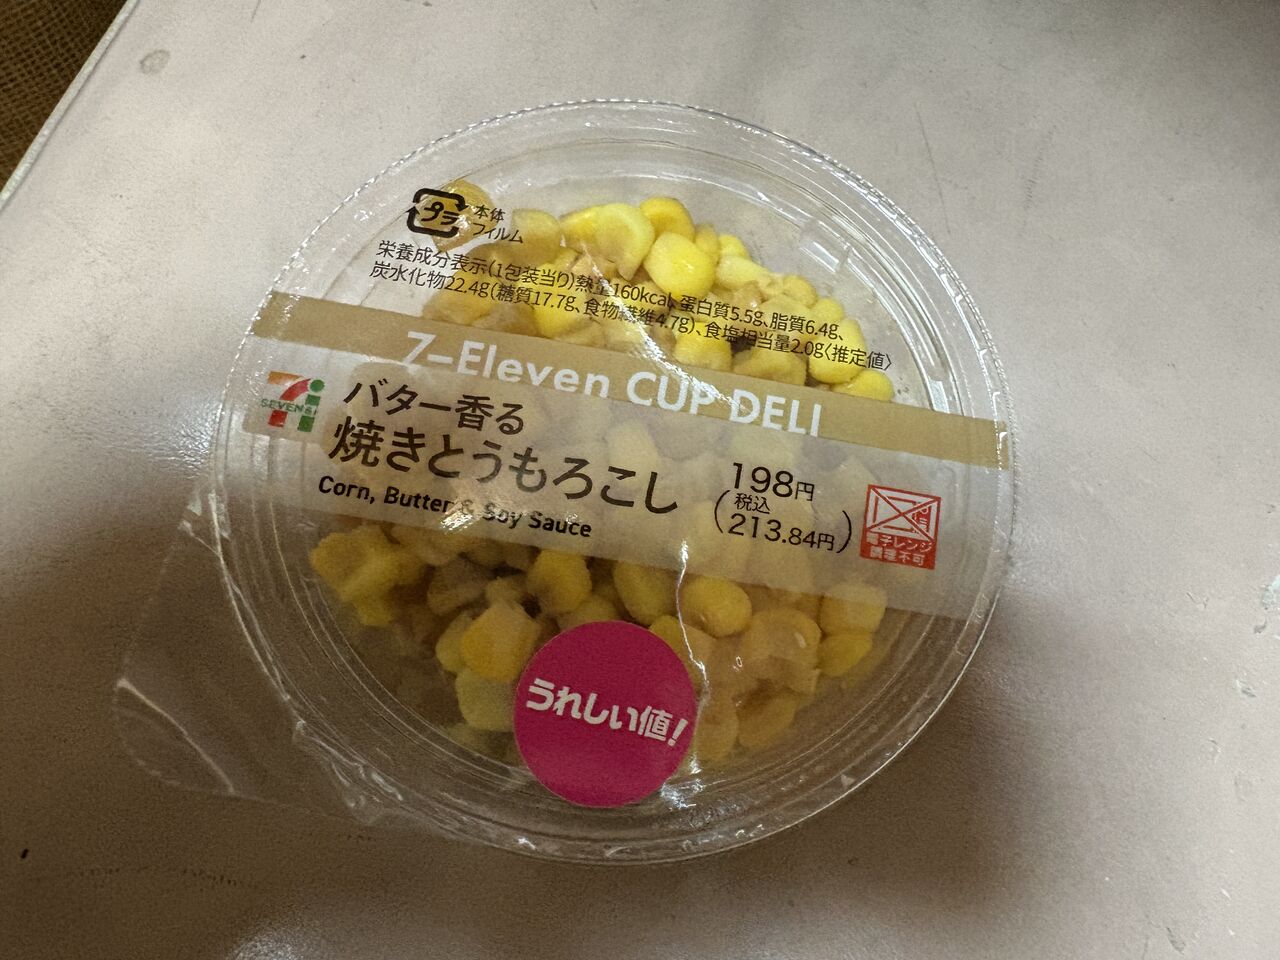 プラ
本体
フィルム
栄養成分表示(1包装当り)熱量160kcal、蛋白質5.5g、脂質6.4g、
炭水化物22.4g(糖質17.7g、食物繊維4.7g)、食塩相当量2.0g〈推定値〉
7-Eleven CUP DELI
SEVEN&i
バター香る
焼きとうもろこし
Corn, Butter & Soy Sauce
198円
(税込
213.84円)
電子レンジ
調理不可
うれしい値!